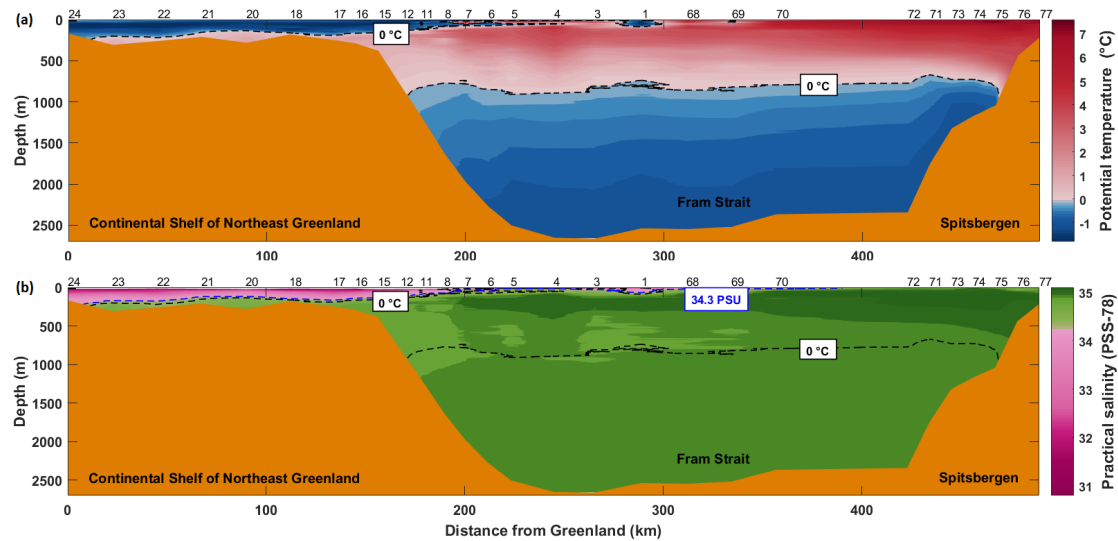 (a)
24 23 22 21 20 18 17 16 15 12 11 8 7 6 5 4 3 1 68 69 70 72 71 73 74 75 76 77
0
500
1000
1500
2000
2500
Depth (m)
0 °C
0 °C
Continental Shelf of Northeast Greenland
Fram Strait
Spitsbergen
0 100 200 300 400
7
6
5
4
3
2
1
0
-1
Potential temperature (°C)
(b)
24 23 22 21 20 18 17 16 15 12 11 8 7 6 5 4 3 1 68 69 70 72 71 73 74 75 76 77
0
500
1000
1500
2000
2500
Depth (m)
0 °C
34.3 PSU
0 °C
Continental Shelf of Northeast Greenland
Fram Strait
Spitsbergen
0 100 200 300 400
Distance from Greenland (km)
35
34
33
32
31
Practical salinity (PSS-78)